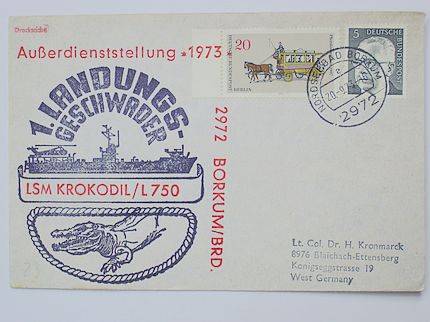 Drucksache
Außerdienststellung *1973
1. LANDUNGS-
GESCHWADER
LSM KROKODIL/L 750
2972 BORKUM/BRD.
20
DEUTSCHE BUNDESPOST
BERLIN
5
DEUTSCHE BUNDESPOST
NORDSEEBAD BORKUM
2972
Lt. Col. Dr. H. Kronmarck
8976 Blaichach-Ettensberg
Konigseggstrasse 19
West Germany